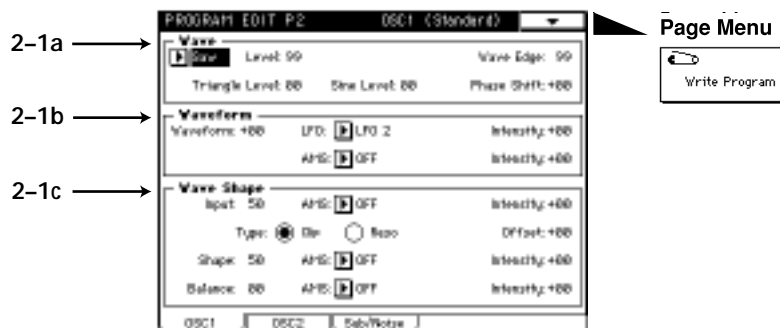 PROGRAM EDIT P2 OSC1 (Standard)
Page Menu
Write Program
2–1a
Wave
Saw Level: 99 Wave Edge: 99
Triangle Level: 00 Sine Level: 00 Phase Shift: +00
2–1b
Waveform
Waveform: +00 LFO: LFO 2 Intensity: +00
AMS: OFF Intensity: +00
2–1c
Wave Shape
Input 50 AMS: OFF Intensity: +00
Type: Clip Reso Offset: +00
Shape: 50 AMS: OFF Intensity: +00
Balance: 00 AMS: OFF Intensity: +00
OSC1 OSC2 Sub/Noise